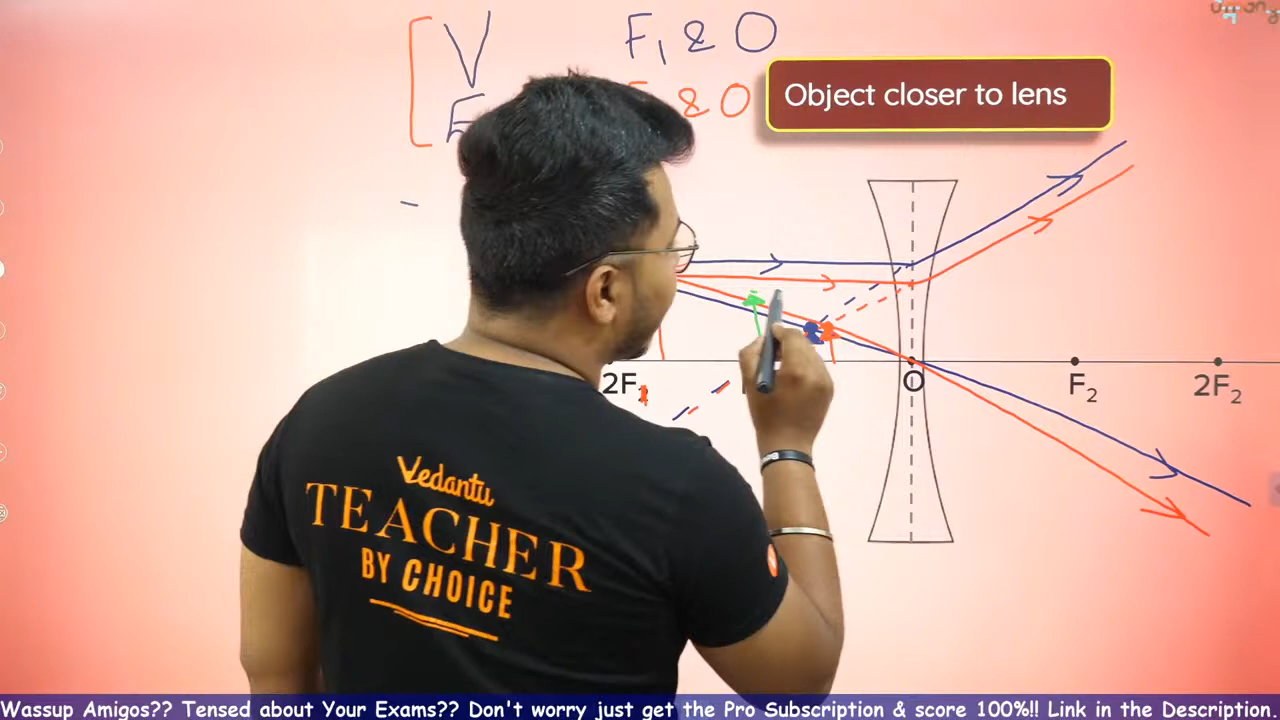 V F₁ & O
E & O
Object closer to lens
2F₁ O F₂ 2F₂
Vedantu
TEACHER
BY CHOICE
Wassup Amigos?? Tensed about Your Exams?? Don't worry just get the Pro Subscription & score 100%!! Link in the Description.